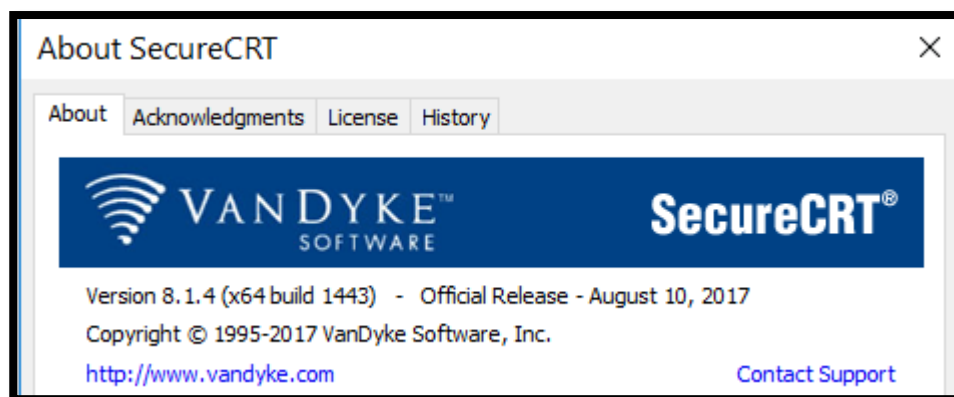 About SecureCRT
About Acknowledgments License History
VANDYKE™ SecureCRT®
SOFTWARE
Version 8.1.4 (x64 build 1443) - Official Release - August 10, 2017
Copyright © 1995-2017 VanDyke Software, Inc.
http://www.vandyke.com Contact Support